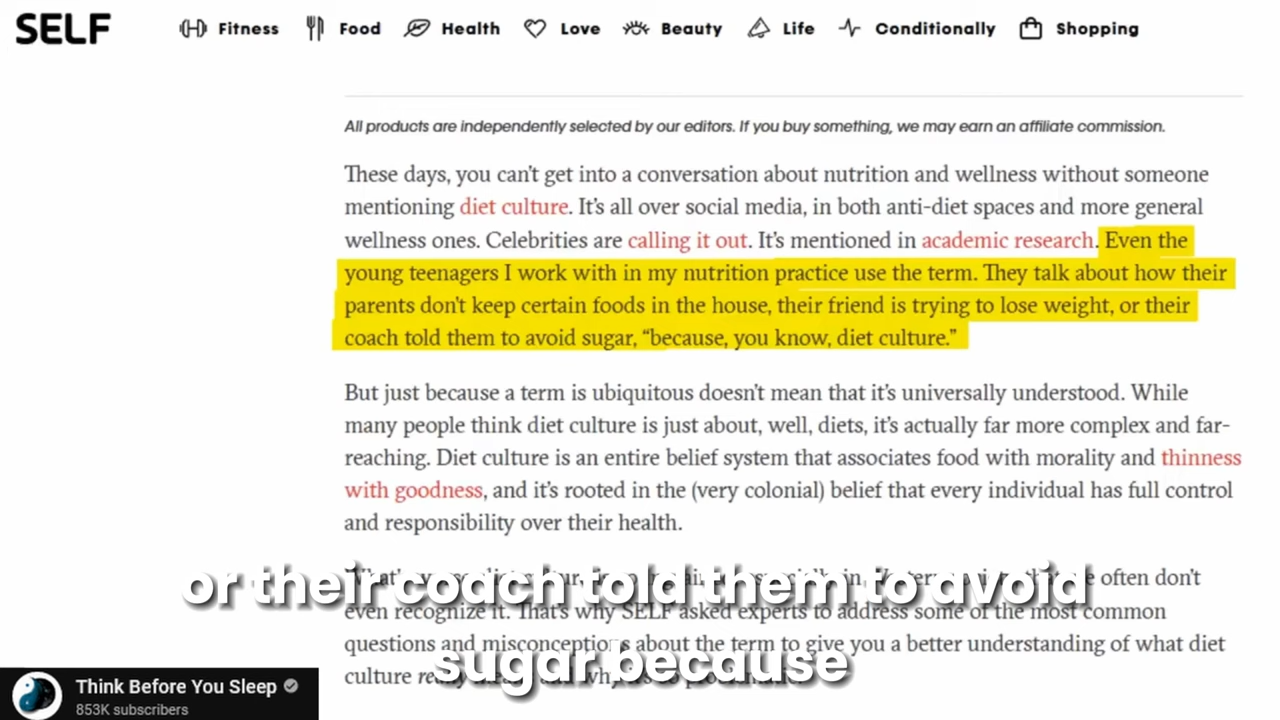 SELF
Fitness Food Health Love Beauty Life Conditionally Shopping
All products are independently selected by our editors. If you buy something, we may earn an affiliate commission.
These days, you can't get into a conversation about nutrition and wellness without someone
mentioning diet culture. It's all over social media, in both anti-diet spaces and more general
wellness ones. Celebrities are calling it out. It's mentioned in academic research. Even the
young teenagers I work with in my nutrition practice use the term. They talk about how their
parents don't keep certain foods in the house, their friend is trying to lose weight, or their
coach told them to avoid sugar, “because, you know, diet culture.”
But just because a term is ubiquitous doesn't mean that it's universally understood. While
many people think diet culture is just about, well, diets, it's actually far more complex and far-
reaching. Diet culture is an entire belief system that associates food with morality and thinness
with goodness, and it's rooted in the (very colonial) belief that every individual has full control
and responsibility over their health.
often don't
or their coach told them to avoid
even recognize it. That's why SELF asked experts to address some of the most common
questions and misconceptions about the term to give you a better understanding of what diet
culture
sugar because
Think Before You Sleep
853K subscribers